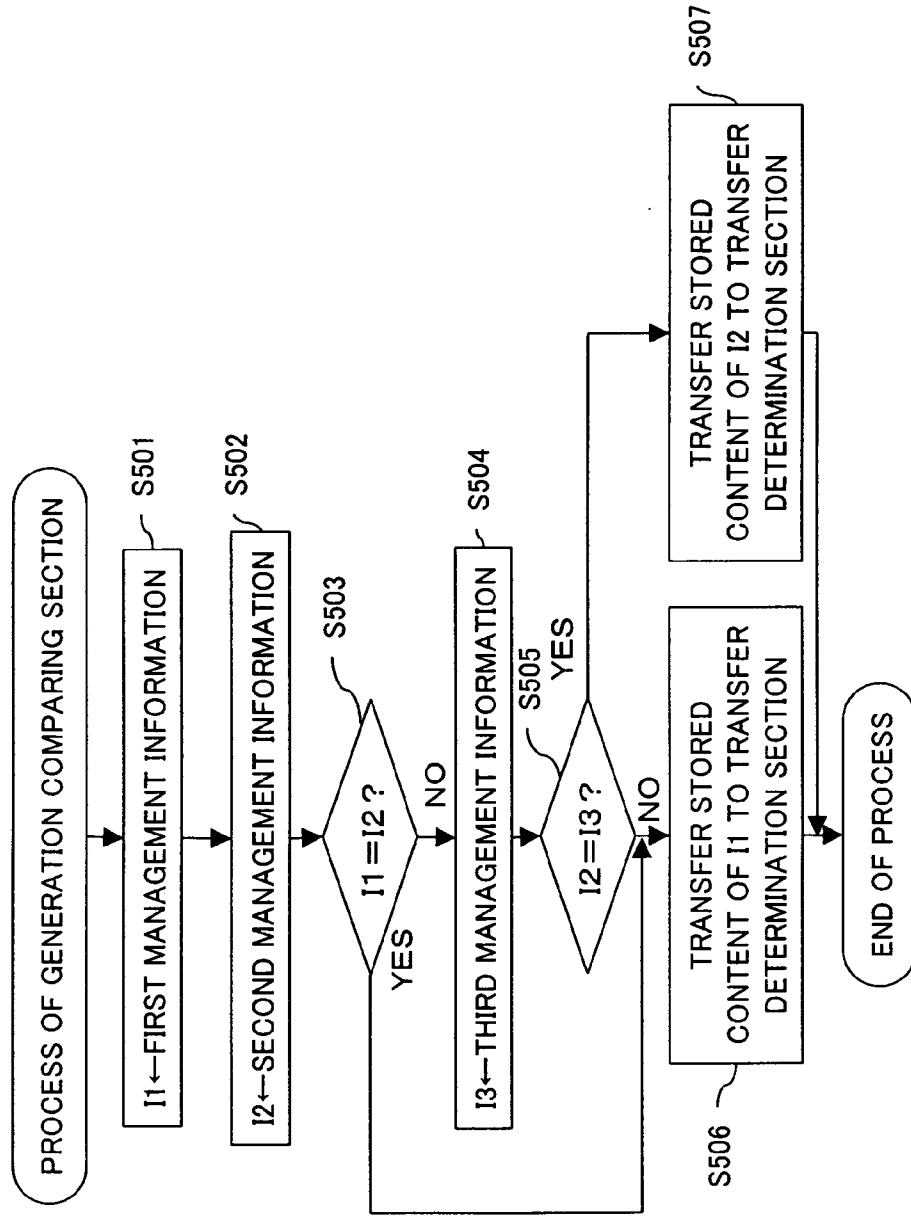 PROCESS OF GENERATION COMPARING SECTION
I1←FIRST MANAGEMENT INFORMATION
S501
I2←SECOND MANAGEMENT INFORMATION
S502
I1=I2?
S503
YES
NO
I3←THIRD MANAGEMENT INFORMATION
S504
I2=I3?
S505
YES
NO
TRANSFER STORED
CONTENT OF I1 TO TRANSFER
DETERMINATION SECTION
S506
TRANSFER STORED
CONTENT OF I2 TO TRANSFER
DETERMINATION SECTION
S507
END OF PROCESS